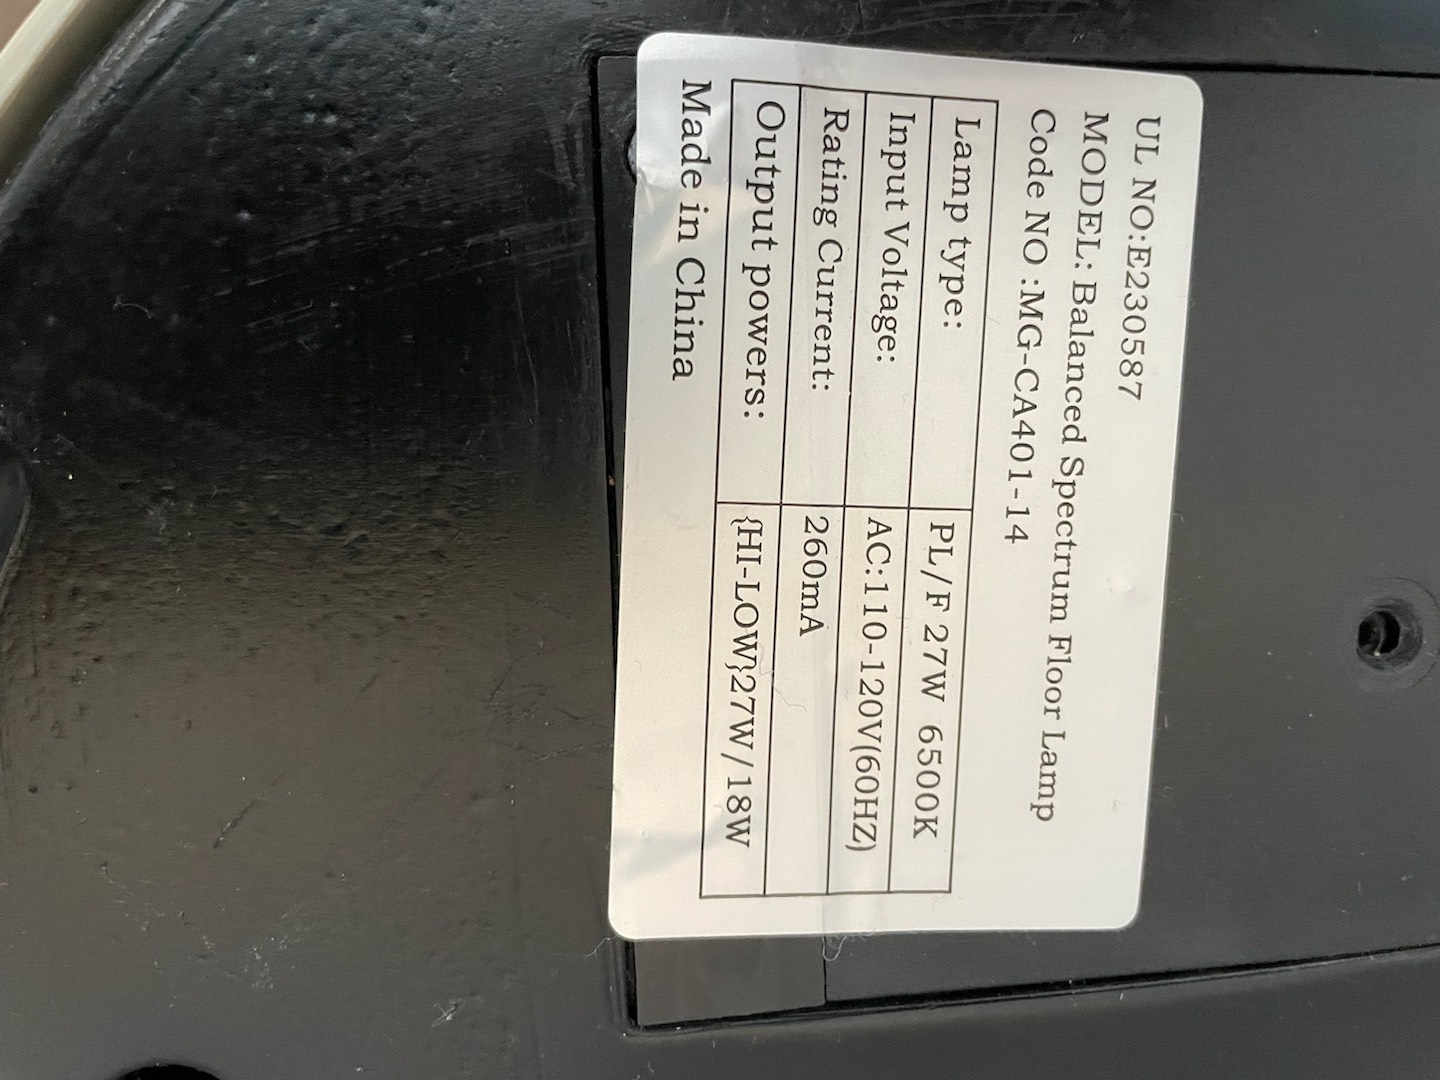 UL NO:E230587
MODEL: Balanced Spectrum Floor Lamp
Code NO :MG-CA401-14
Lamp type: PL/F 27W 6500K
Input Voltage: AC:110-120V(60HZ)
Rating Current: 260mA
Output powers: {HI-LOW}27W/18W
Made in China